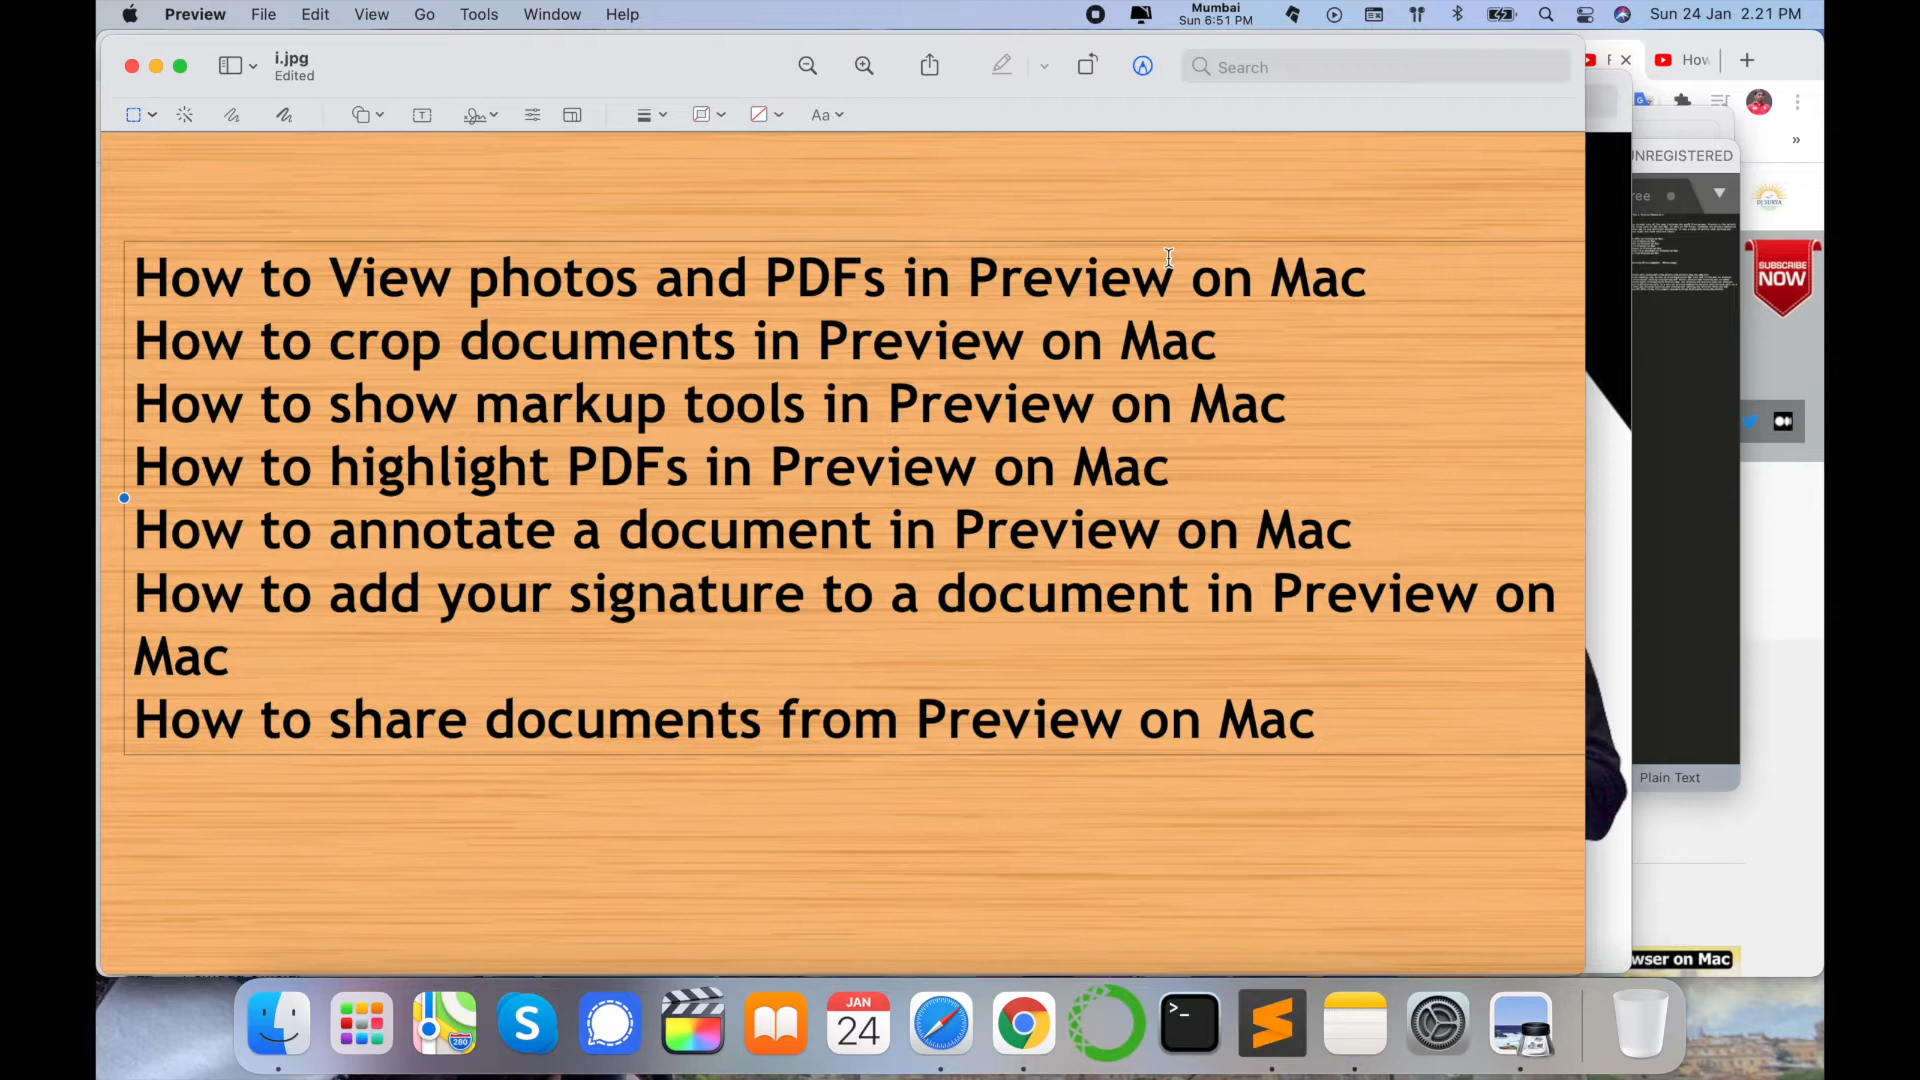 Preview File Edit View Go Tools Window Help
Mumbai
Sun 6:51 PM
Sun 24 Jan 2.21 PM
i.jpg
Edited
Search
How
Aa
UNREGISTERED
DJ SURYA
SUBSCRIBE
NOW
How to View photos and PDFs in Preview on Mac
How to crop documents in Preview on Mac
How to show markup tools in Preview on Mac
How to highlight PDFs in Preview on Mac
How to annotate a document in Preview on Mac
How to add your signature to a document in Preview on
Mac
How to share documents from Preview on Mac
Plain Text
wser on Mac
JAN
24
280